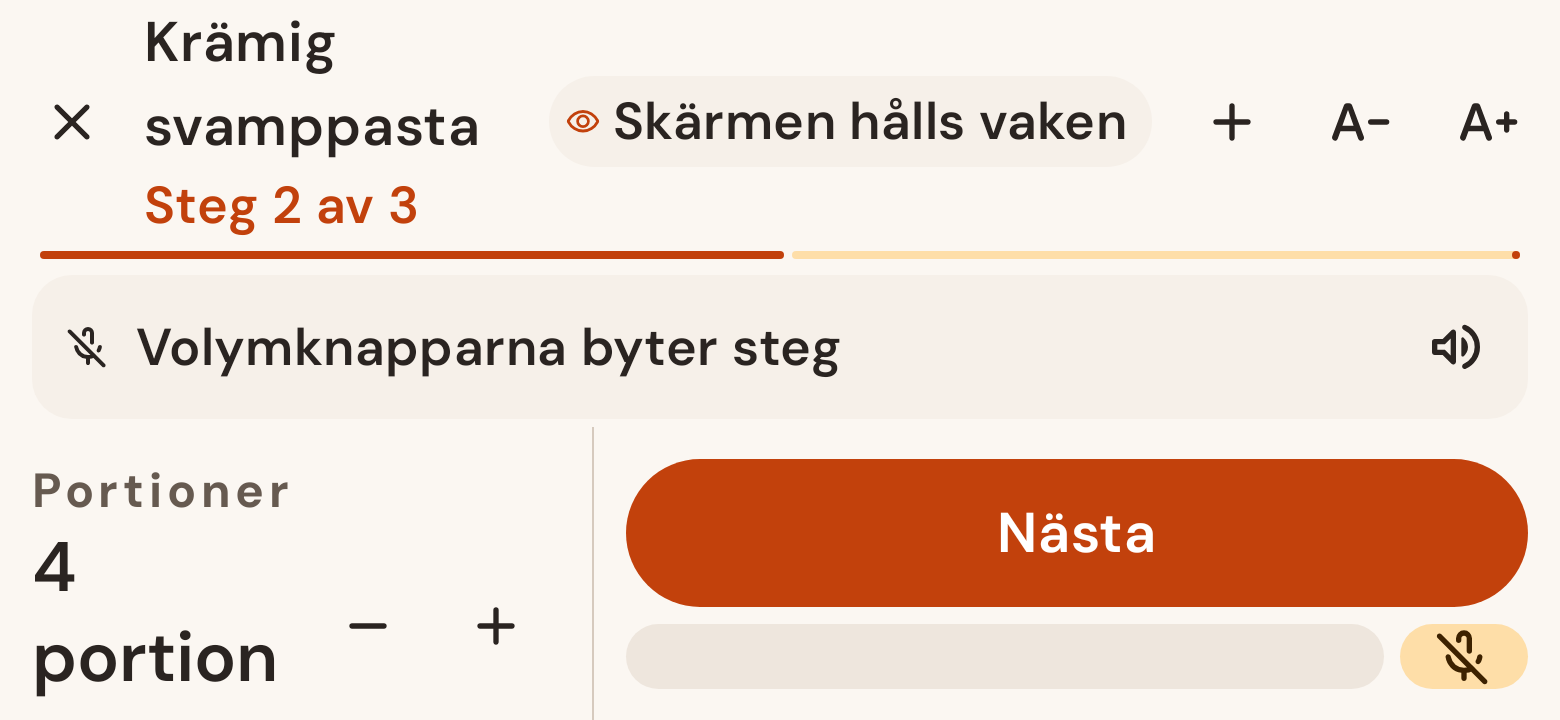 Krämig
svamppasta
Steg 2 av 3
Skärmen hålls vaken
A-
A+
Volymknapparna byter steg
Portioner
4
portion
Nästa